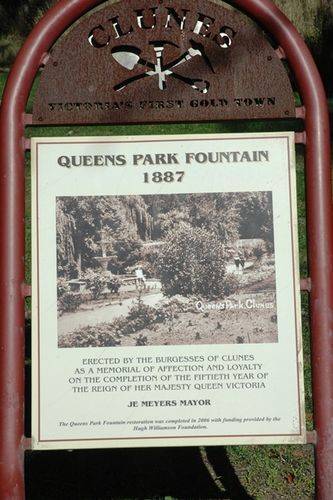 CLUNES
VICTORIA'S FIRST GOLD TOWN
QUEENS PARK FOUNTAIN
1887
Queens Park, Clunes
ERECTED BY THE BURGESSES OF CLUNES
AS A MEMORIAL OF AFFECTION AND LOYALTY
ON THE COMPLETION OF THE FIFTIETH YEAR OF
THE REIGN OF HER MAJESTY QUEEN VICTORIA
JE MEYERS MAYOR
The Queens Park Fountain restoration was completed in 2006 with funding provided by the
Hugh Williamson Foundation.